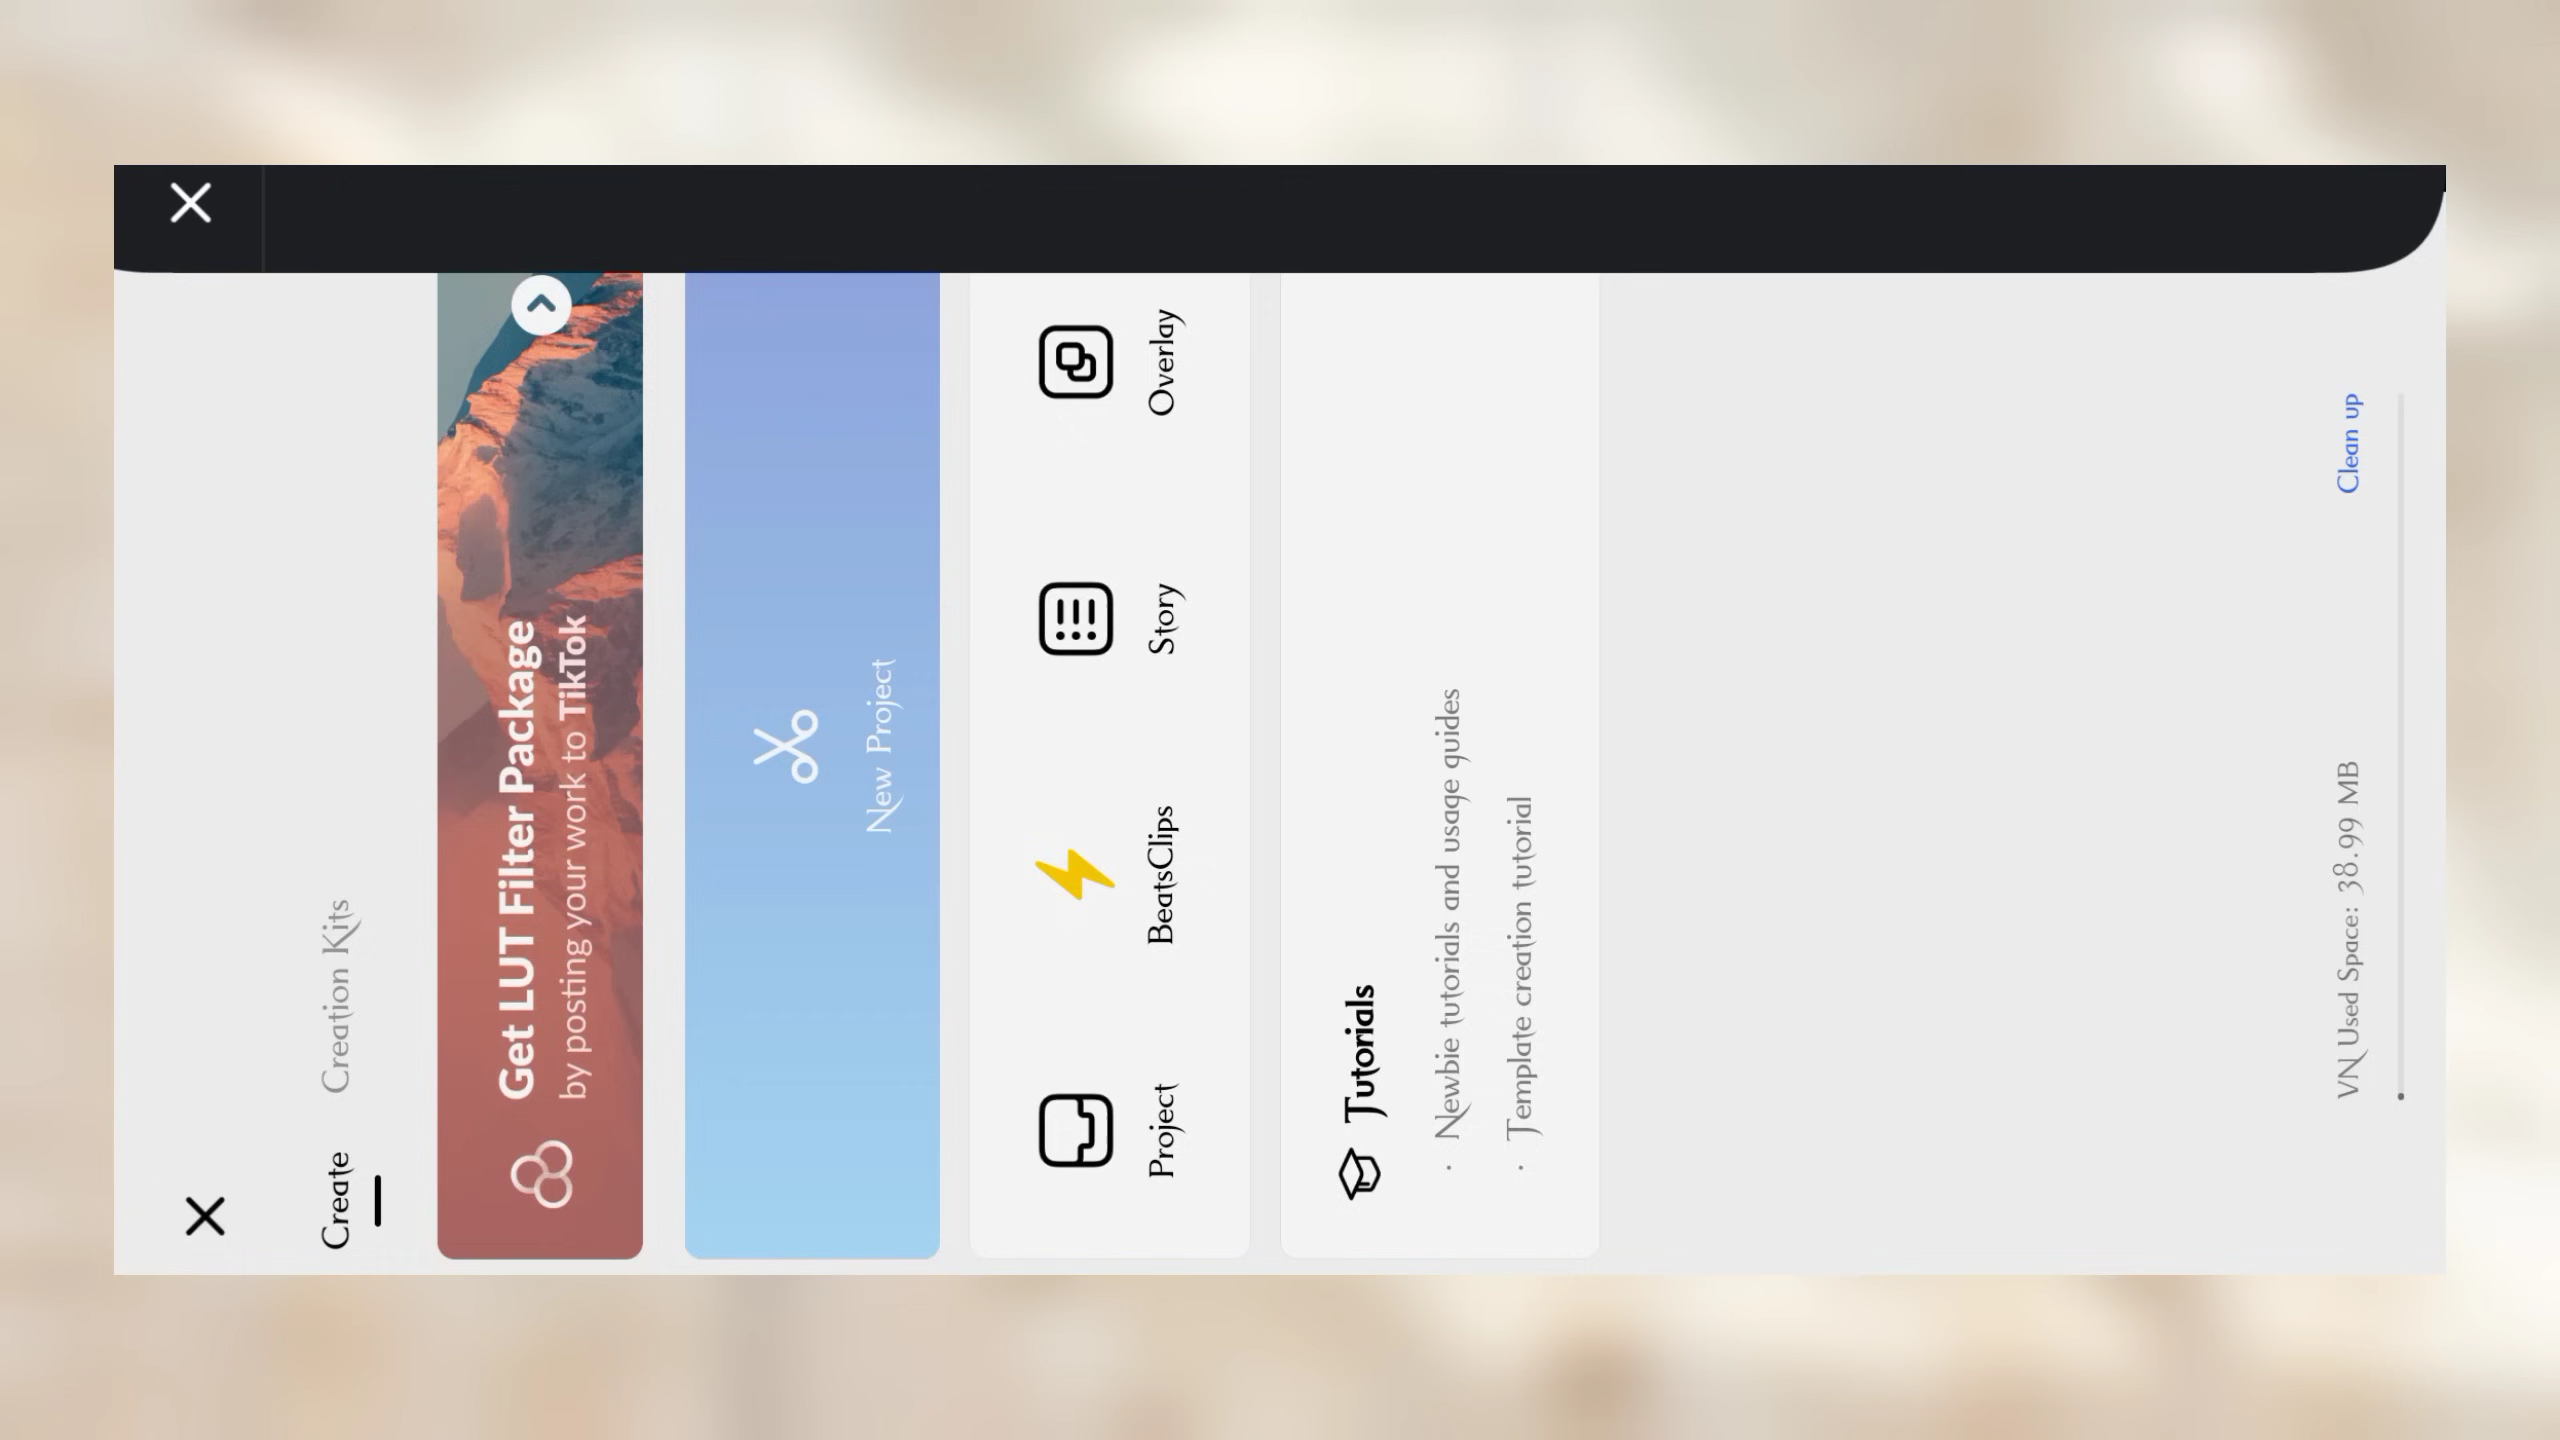 Create
Creation Kits
Get LUT Filter Package
by posting your work to TikTok
New Project
Project
BeatsClips
Story
Overlay
Tutorials
· Newbie tutorials and usage guides
· Template creation tutorial
VN Used Space: 38.99 MB
Clean up